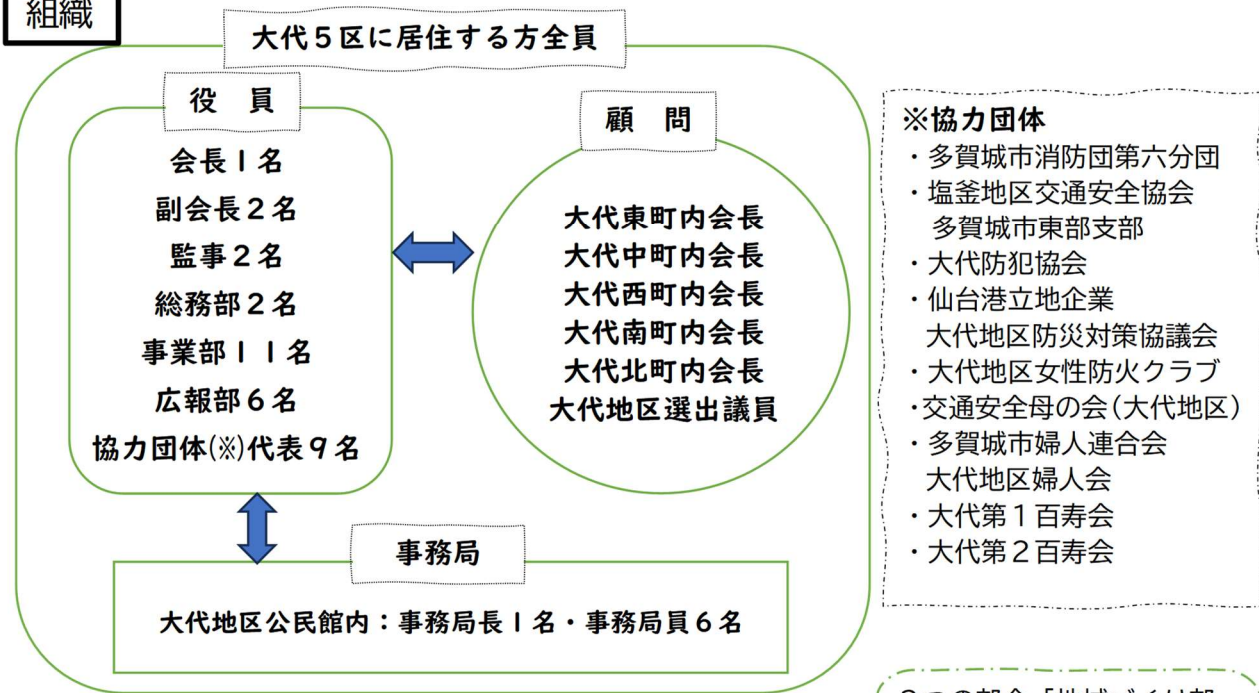 組織
大代５区に居住する方全員
役　員
会長１名
副会長２名
監事２名
総務部２名
事業部１１名
広報部６名
協力団体(※)代表９名
顧　問
大代東町内会長
大代中町内会長
大代西町内会長
大代南町内会長
大代北町内会長
大代地区選出議員
事務局
大代地区公民館内：事務局長１名・事務局員６名
※協力団体
・多賀城市消防団第六分団
・塩釜地区交通安全協会
多賀城市東部支部
・大代防犯協会
・仙台港立地企業
大代地区防災対策協議会
・大代地区女性防火クラブ
・交通安全母の会(大代地区)
・多賀城市婦人連合会
大代地区婦人会
・大代第１百寿会
・大代第２百寿会